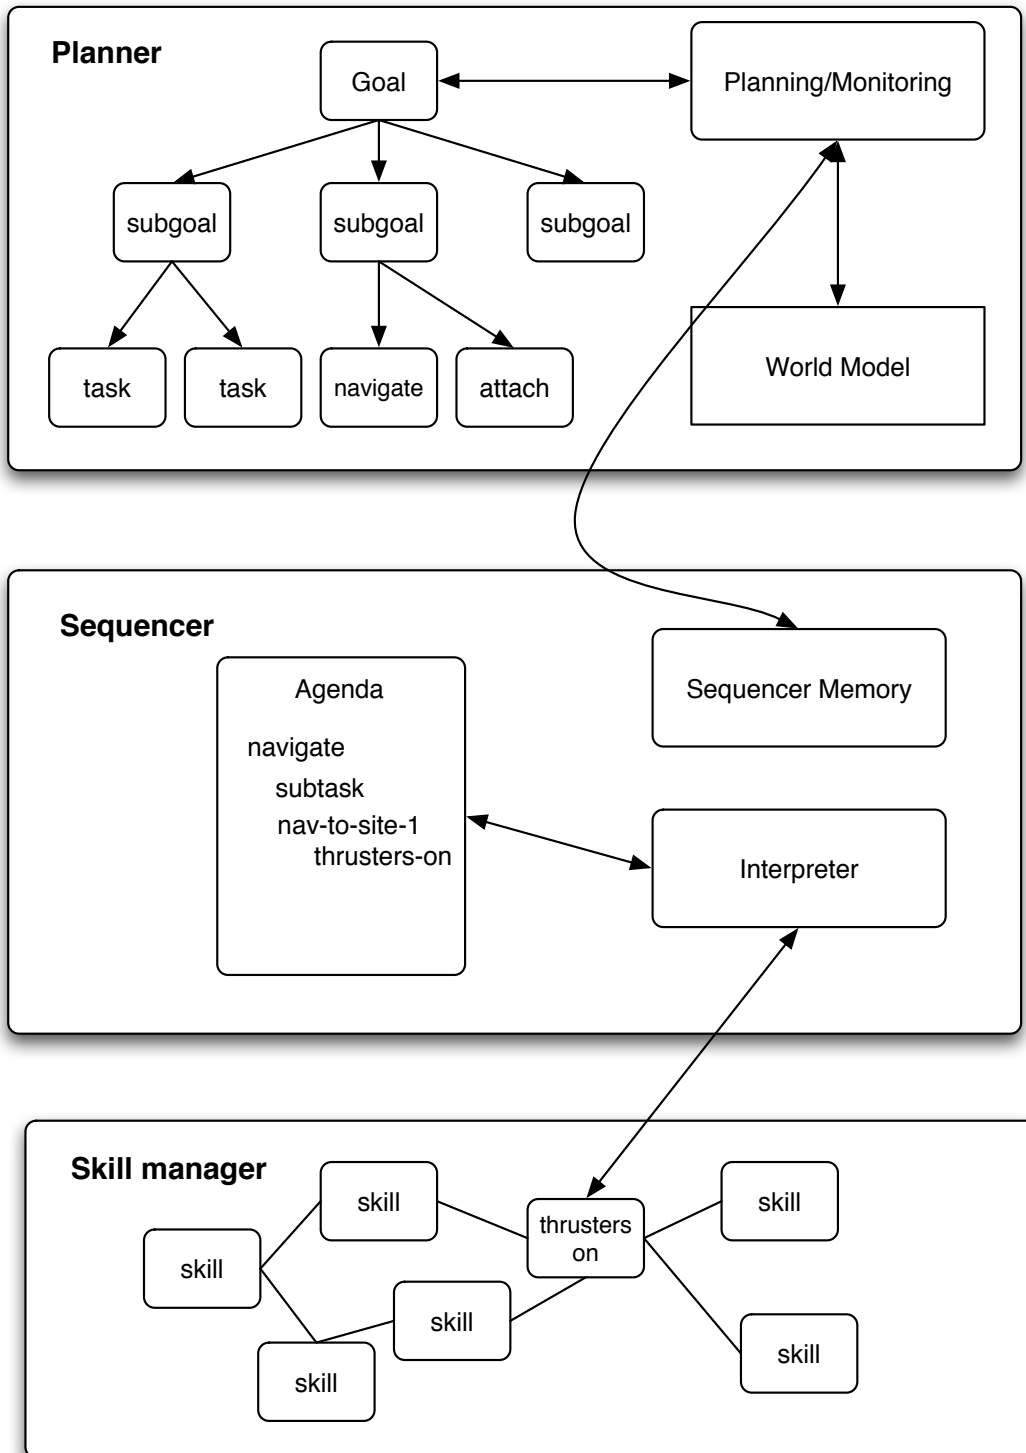 Planner
Goal
Planning/Monitoring
subgoal
subgoal
subgoal
task
task
navigate
attach
World Model
Sequencer
Agenda
navigate
subtask
nav-to-site-1
thrusters-on
Sequencer Memory
Interpreter
Skill manager
skill
thrusters
on
skill
skill
skill
skill
skill